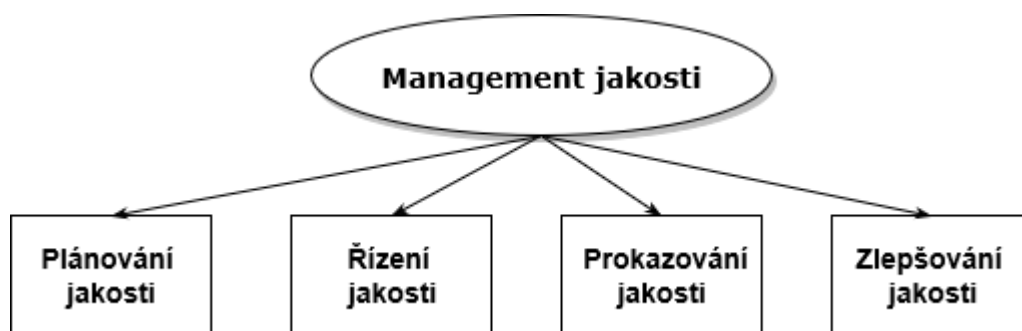 Management jakosti
Plánování
jakosti
Řízení
jakosti
Prokazování
jakosti
Zlepšování
jakosti